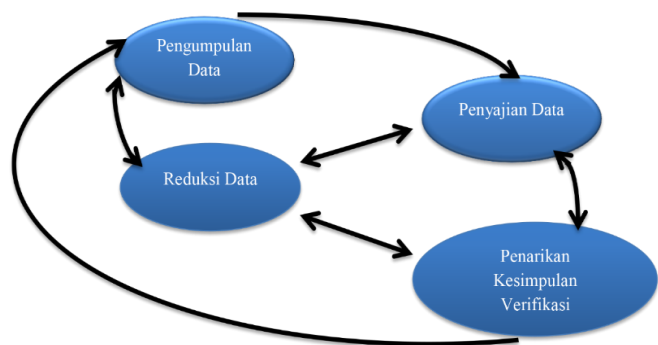 Pengumpulan
Data
Penyajian Data
Reduksi Data
Penarikan
Kesimpulan
Verifikasi